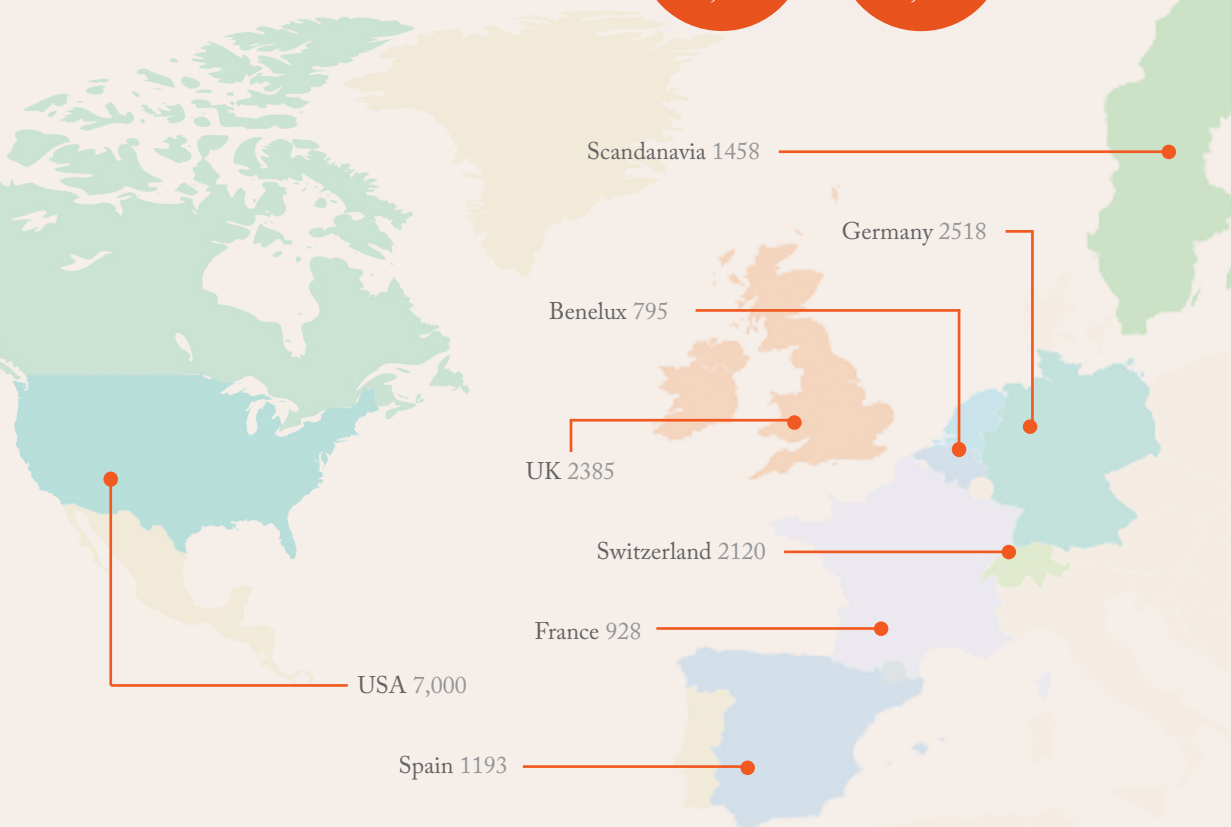 Scandanavia 1458
Germany 2518
Benelux 795
UK 2385
Switzerland 2120
France 928
USA 7,000
Spain 1193